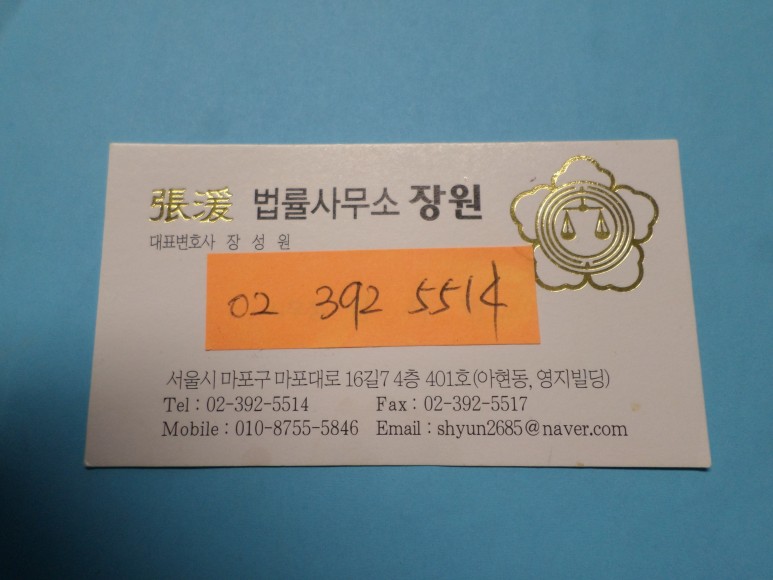 張湲 법률사무소 장원
대표변호사 장 성 원
02 392 5514
서울시 마포구 마포대로 16길7 4층 401호(아현동, 영지빌딩)
Tel : 02-392-5514 Fax : 02-392-5517
Mobile : 010-8755-5846 Email : shyun2685@naver.com